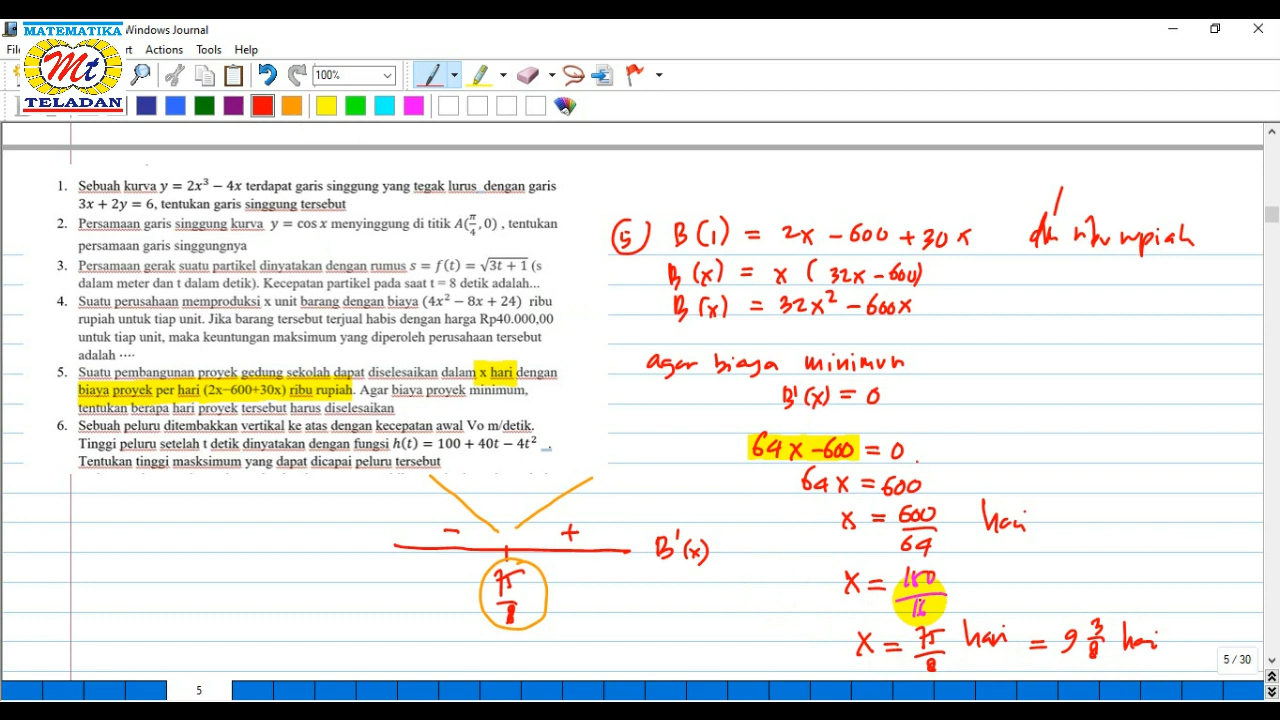 MATEMATIKA
Mt
TELADAN
Windows Journal
Actions Tools Help
100%
1. Sebuah kurva y = 2x³ − 4x terdapat garis singgung yang tegak lurus dengan garis
3x + 2y = 6, tentukan garis singgung tersebut
2. Persamaan garis singgung kurva y = cos x menyinggung di titik A(π/4, 0) , tentukan
persamaan garis singgungnya
3. Persamaan gerak suatu partikel dinyatakan dengan rumus s = f(t) = √(3t + 1) (s
dalam meter dan t dalam detik). Kecepatan partikel pada saat t = 8 detik adalah...
4. Suatu perusahaan memproduksi x unit barang dengan biaya (4x² − 8x + 24) ribu
rupiah untuk tiap unit. Jika barang tersebut terjual habis dengan harga Rp40.000,00
untuk tiap unit, maka keuntungan maksimum yang diperoleh perusahaan tersebut
adalah ····
5. Suatu pembangunan proyek gedung sekolah dapat diselesaikan dalam x hari dengan
biaya proyek per hari (2x−600+30x) ribu rupiah. Agar biaya proyek minimum,
tentukan berapa hari proyek tersebut harus diselesaikan
6. Sebuah peluru ditembakkan vertikal ke atas dengan kecepatan awal Vo m/detik.
Tinggi peluru setelah t detik dinyatakan dengan fungsi h(t) = 100 + 40t − 4t² .
Tentukan tinggi masksimum yang dapat dicapai peluru tersebut
5) B(1) = 2x − 600 + 30x dlm ribu rupiah
B(x) = x (32x − 600)
B(x) = 32x² − 600x
agar biaya minimum
B'(x) = 0
64x − 600 = 0
64x = 600
x = 600/64 hari
x = 150/16
x = 75/8 hari = 9 3/8 hari
− + B'(x)
75/8
5 / 30
5